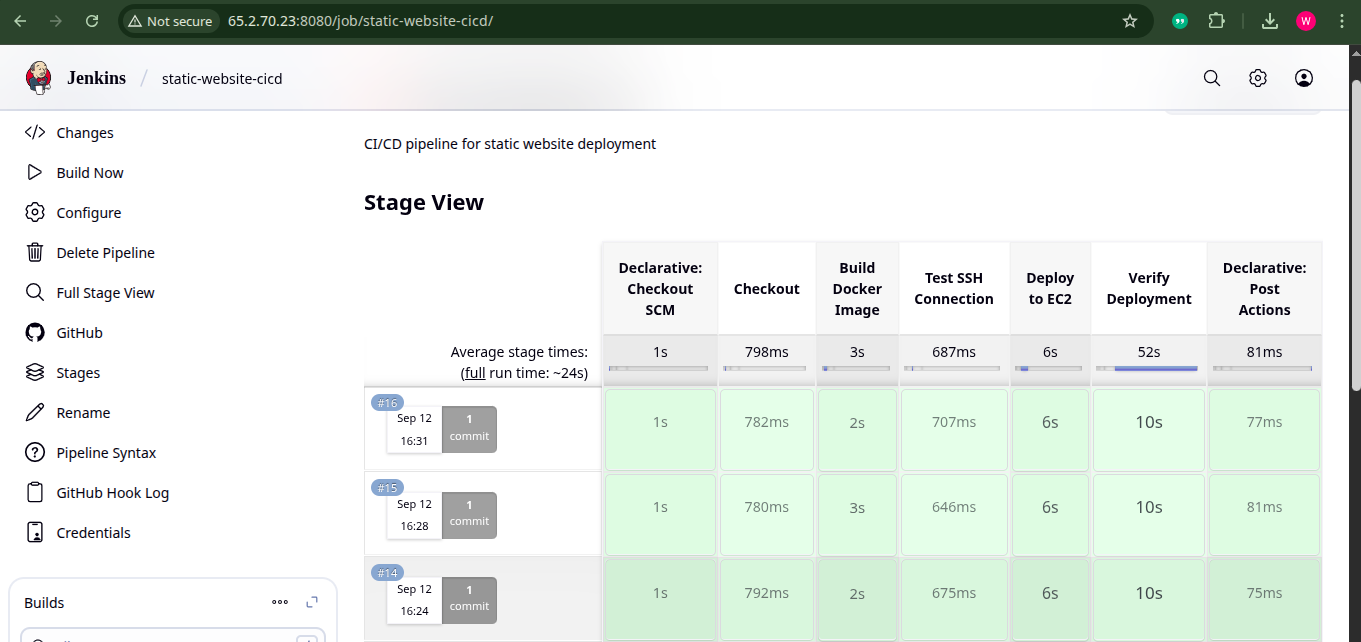 Not secure
65.2.70.23:8080/job/static-website-cicd/
W
Jenkins / static-website-cicd
Changes
Build Now
Configure
Delete Pipeline
Full Stage View
GitHub
Stages
Rename
Pipeline Syntax
GitHub Hook Log
Credentials
Builds
CI/CD pipeline for static website deployment
Stage View
Declarative:
Checkout
SCM
Checkout
Build
Docker
Image
Test SSH
Connection
Deploy
to EC2
Verify
Deployment
Declarative:
Post
Actions
Average stage times:
(full run time: ~24s)
1s 798ms 3s 687ms 6s 52s 81ms
#16
Sep 12
16:31
1
commit
1s 782ms 2s 707ms 6s 10s 77ms
#15
Sep 12
16:28
1
commit
1s 780ms 3s 646ms 6s 10s 81ms
#14
Sep 12
16:24
1
commit
1s 792ms 2s 675ms 6s 10s 75ms